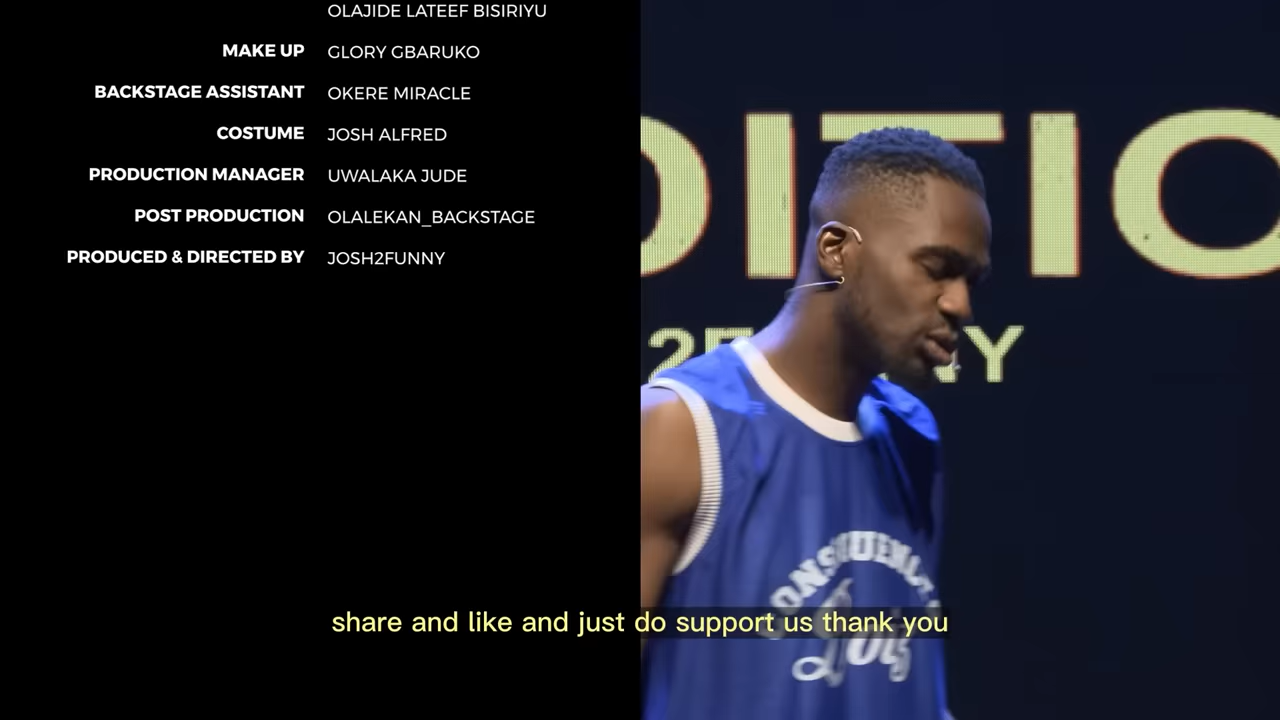 OLAJIDE LATEEF BISIRIYU
MAKE UP GLORY GBARUKO
BACKSTAGE ASSISTANT OKERE MIRACLE
COSTUME JOSH ALFRED
PRODUCTION MANAGER UWALAKA JUDE
POST PRODUCTION OLALEKAN_BACKSTAGE
PRODUCED & DIRECTED BY JOSH2FUNNY
DITIO
share and like and just do support us thank you